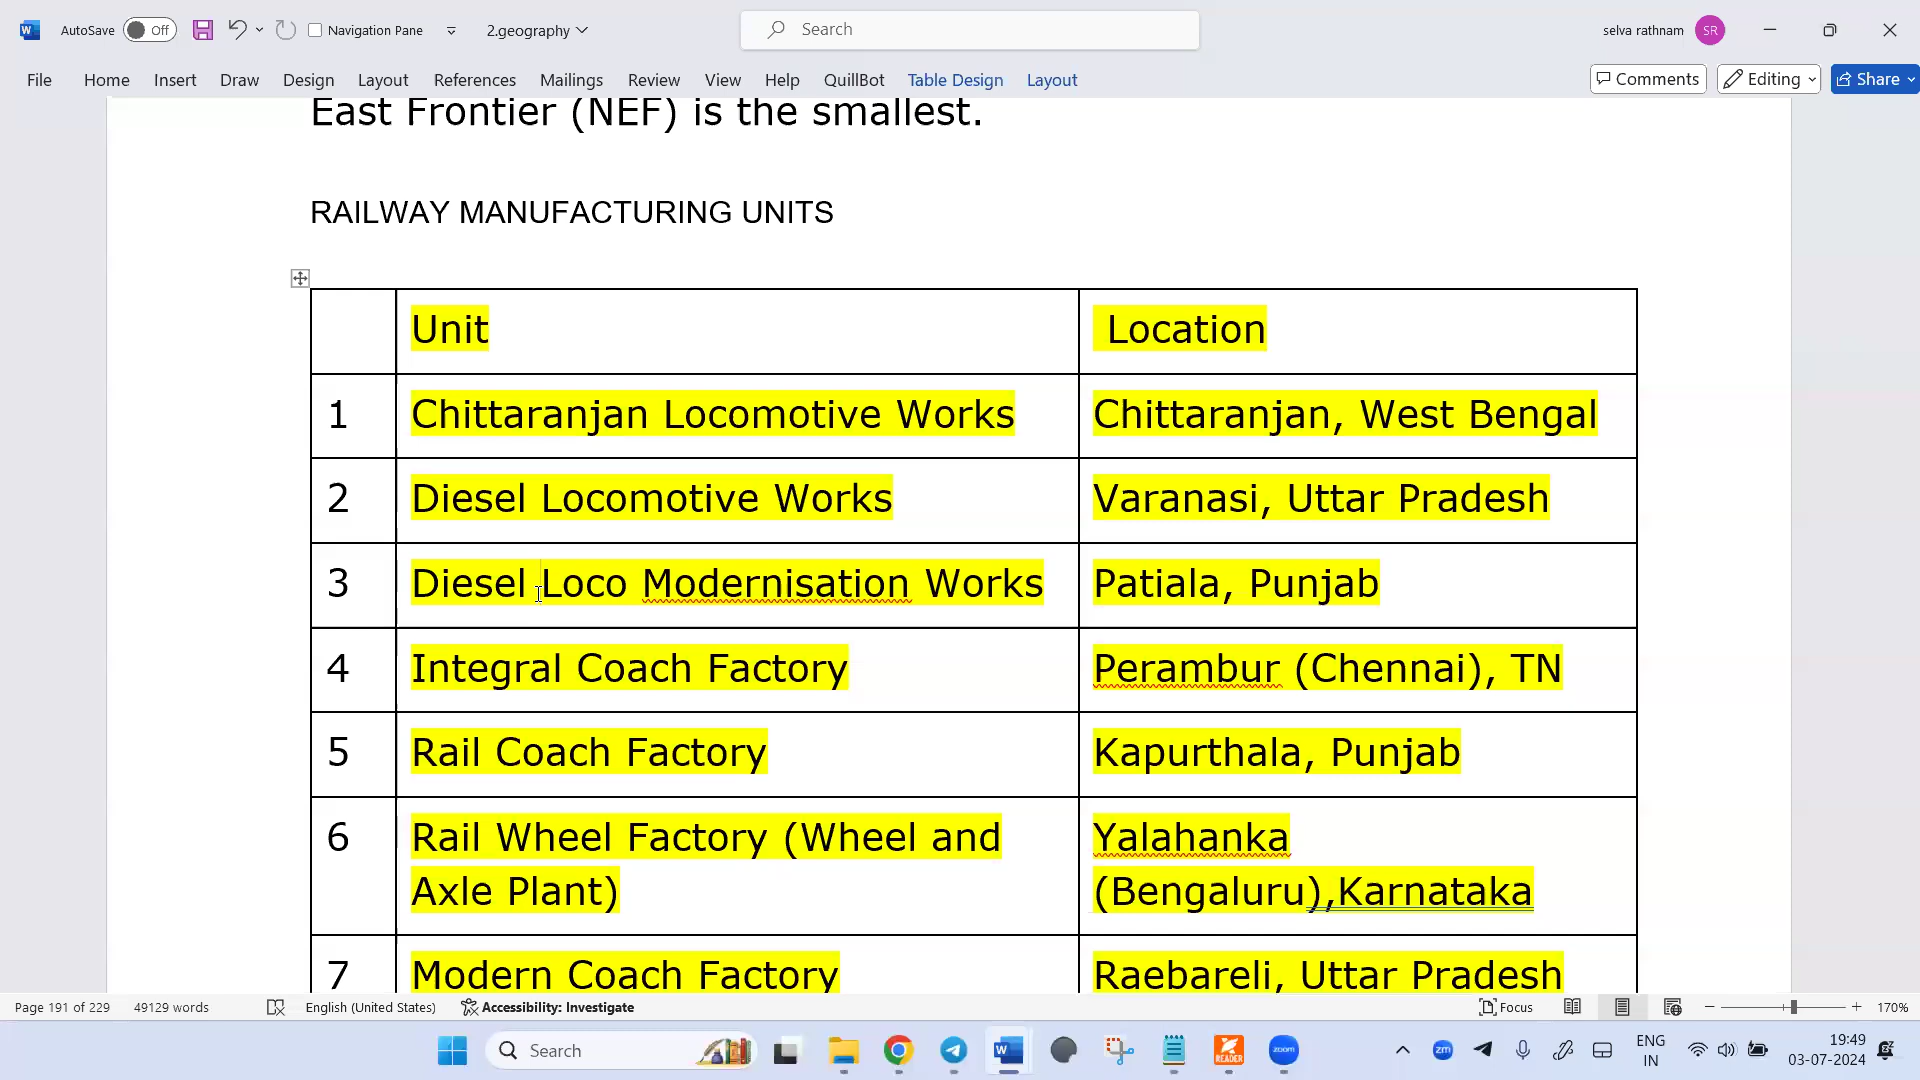 AutoSave Off Navigation Pane 2.geography Search selva rathnam SR
File Home Insert Draw Design Layout References Mailings Review View Help QuillBot Table Design Layout Comments Editing Share
East Frontier (NEF) is the smallest.
RAILWAY MANUFACTURING UNITS
Unit Location
1 Chittaranjan Locomotive Works Chittaranjan, West Bengal
2 Diesel Locomotive Works Varanasi, Uttar Pradesh
3 Diesel Loco Modernisation Works Patiala, Punjab
4 Integral Coach Factory Perambur (Chennai), TN
5 Rail Coach Factory Kapurthala, Punjab
6 Rail Wheel Factory (Wheel and Yalahanka
Axle Plant) (Bengaluru),Karnataka
7 Modern Coach Factory Raebareli, Uttar Pradesh
Page 191 of 229 49129 words English (United States) Accessibility: Investigate Focus 170%
Search READER zoom zm ENG 19:49
IN 03-07-2024